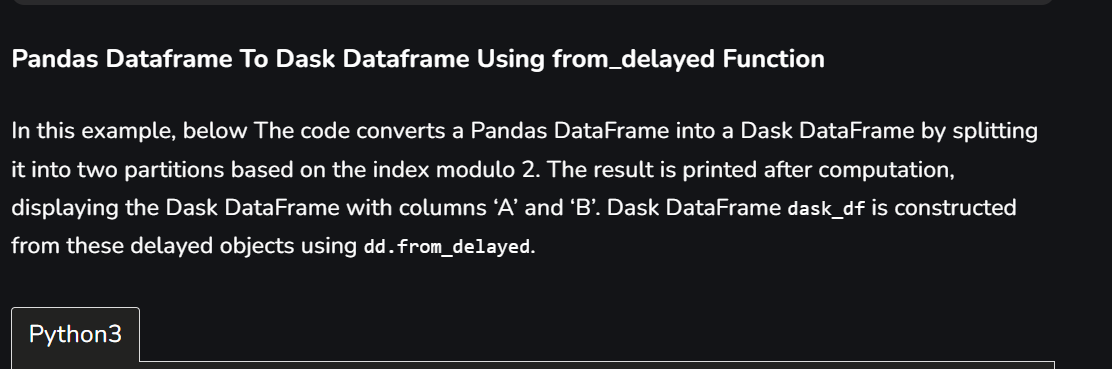 Pandas Dataframe To Dask Dataframe Using from_delayed Function
In this example, below The code converts a Pandas DataFrame into a Dask DataFrame by splitting
it into two partitions based on the index modulo 2. The result is printed after computation,
displaying the Dask DataFrame with columns ‘A’ and ‘B’. Dask DataFrame dask_df is constructed
from these delayed objects using dd.from_delayed.
Python3